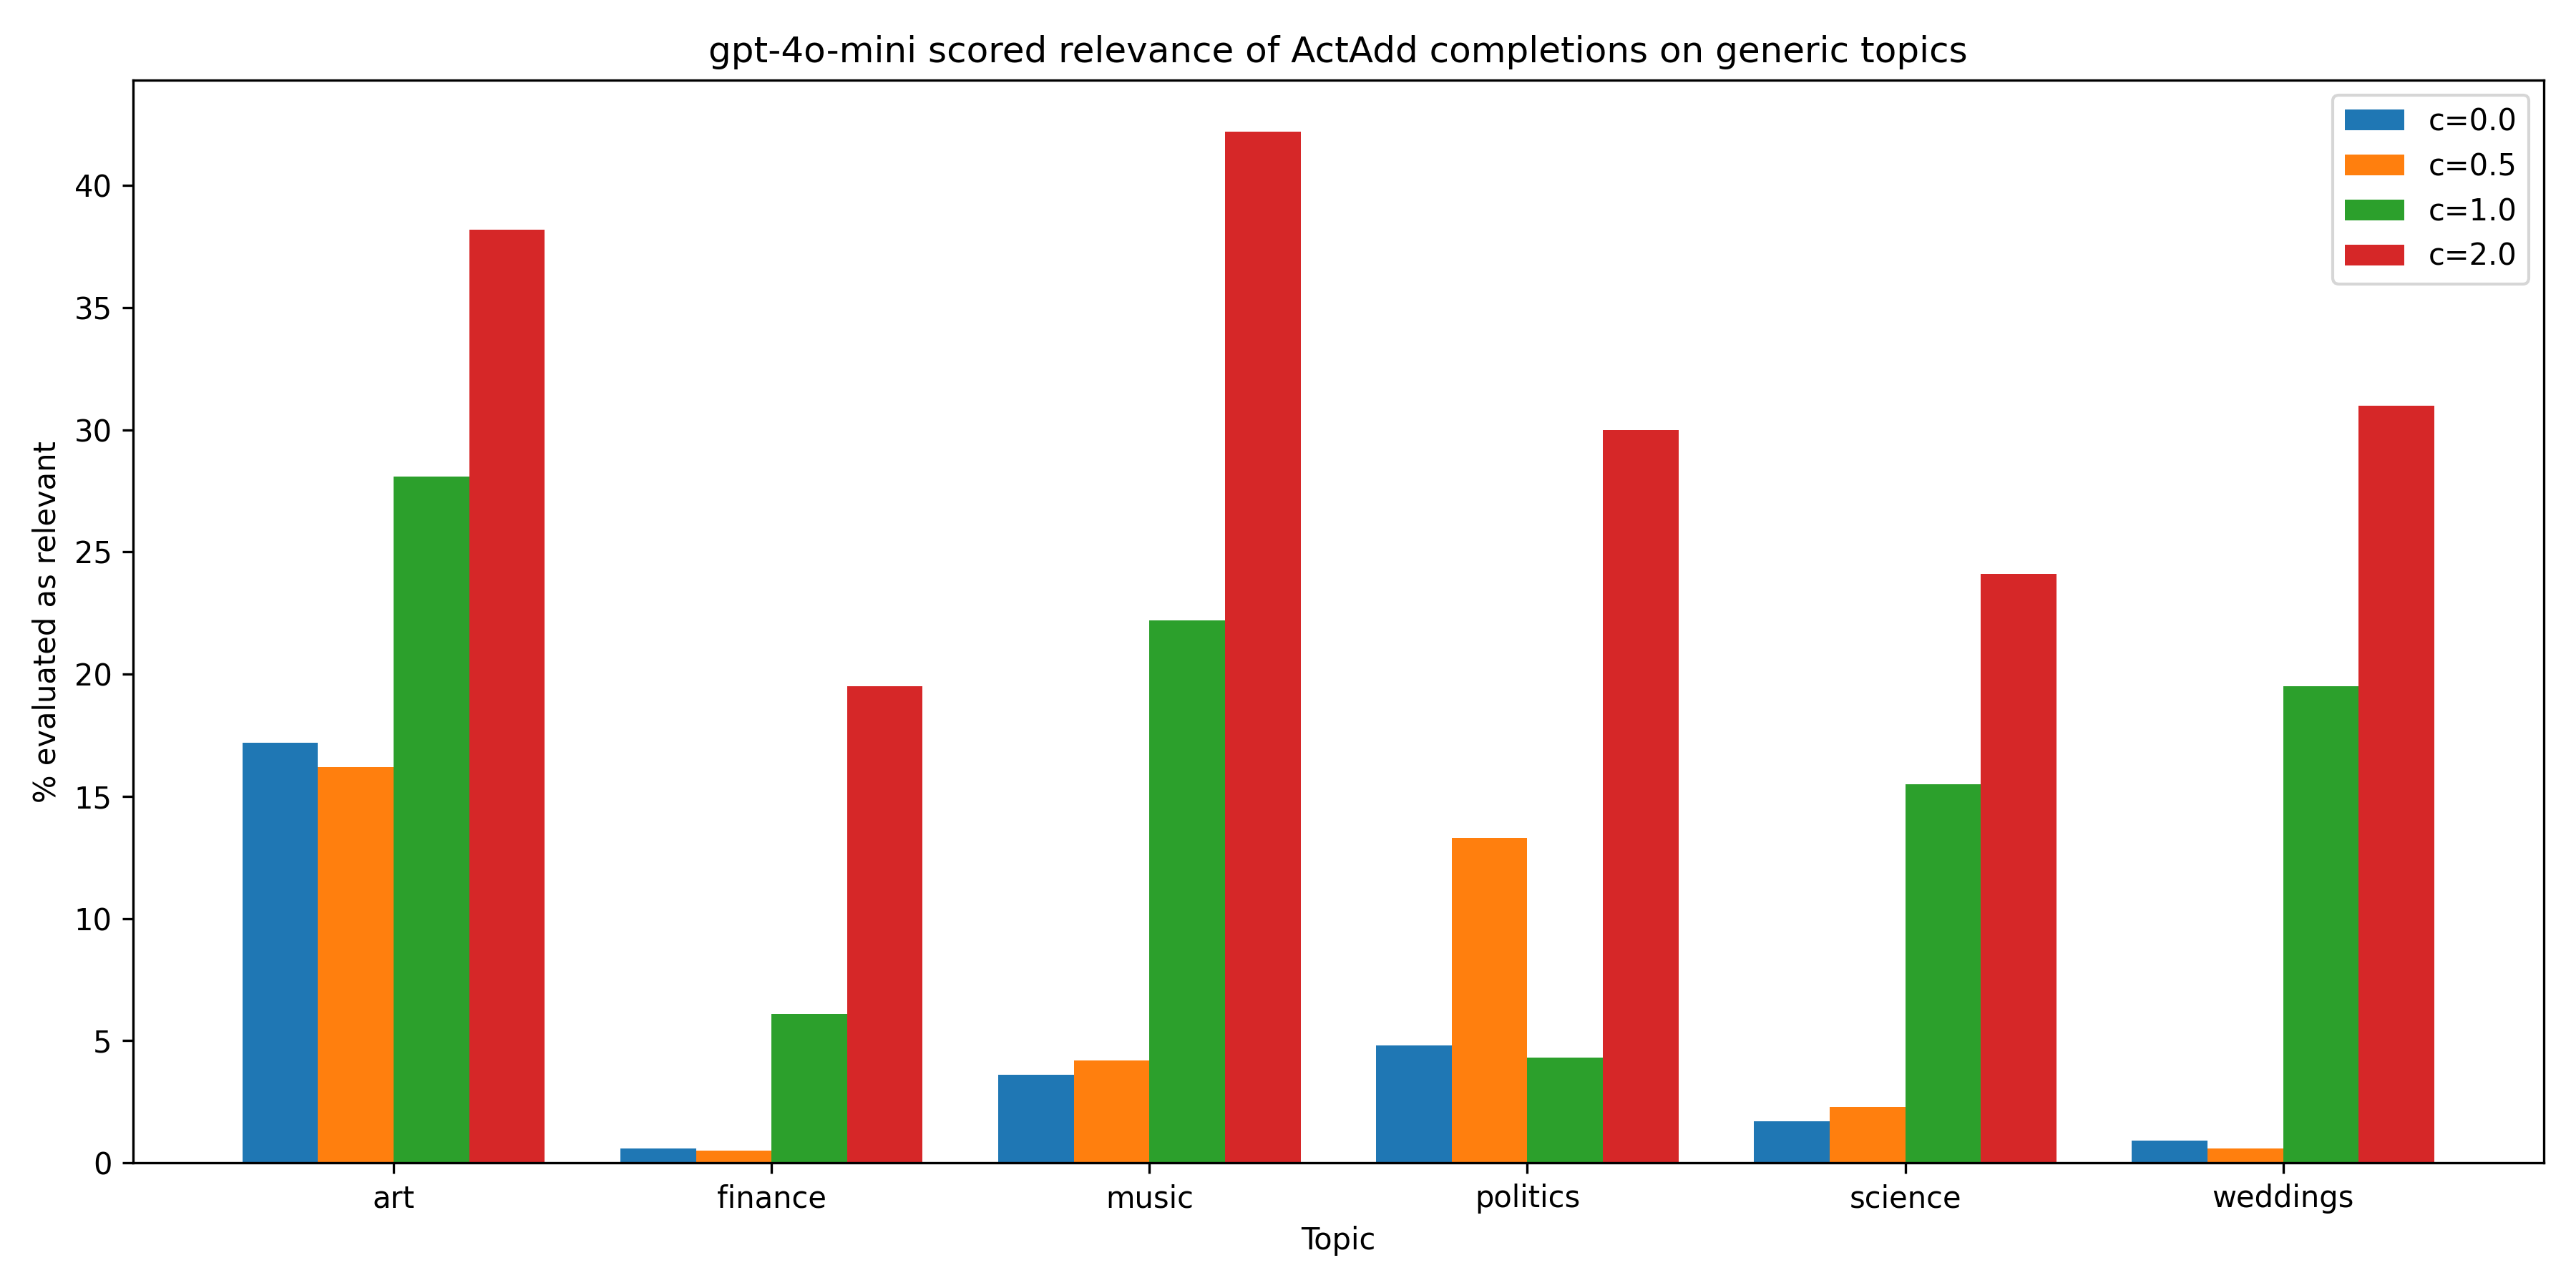 gpt-4o-mini scored relevance of ActAdd completions on generic topics
c=0.0
c=0.5
c=1.0
c=2.0
% evaluated as relevant
40
35
30
25
20
15
10
5
0
art finance music politics science weddings
Topic